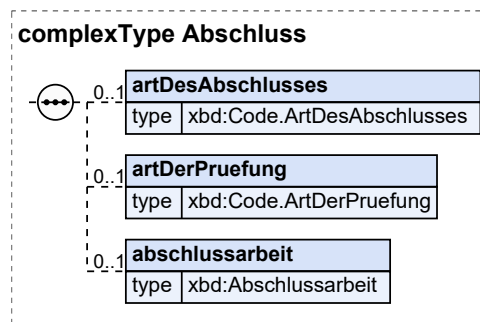 complexType Abschluss
0..1 artDesAbschlusses
type xbd:Code.ArtDesAbschlusses
0..1 artDerPruefung
type xbd:Code.ArtDerPruefung
0..1 abschlussarbeit
type xbd:Abschlussarbeit